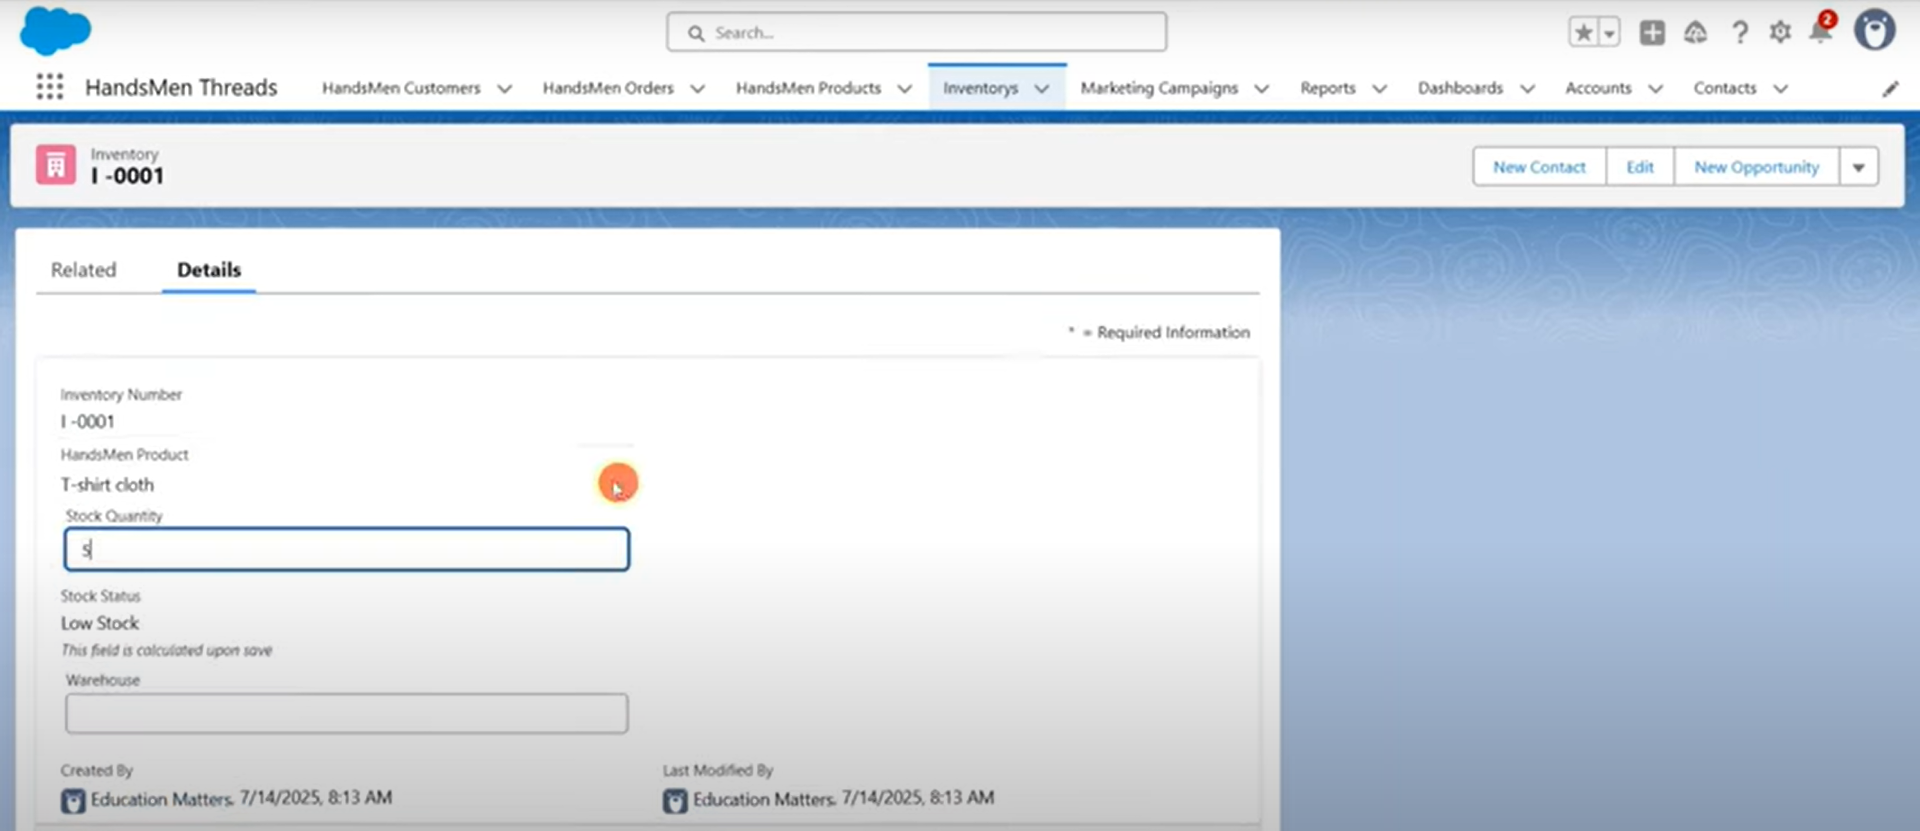 Search...
2
HandsMen Threads HandsMen Customers HandsMen Orders HandsMen Products Inventorys Marketing Campaigns Reports Dashboards Accounts Contacts
Inventory
I -0001
New Contact Edit New Opportunity
Related Details
* = Required Information
Inventory Number
I -0001
HandsMen Product
T-shirt cloth
Stock Quantity
5
Stock Status
Low Stock
This field is calculated upon save
Warehouse
Created By Last Modified By
Education Matters. 7/14/2025, 8:13 AM Education Matters. 7/14/2025, 8:13 AM